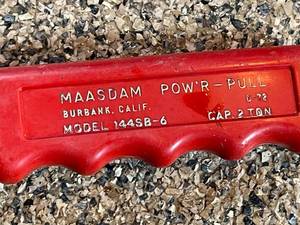 MAASDAM POW'R-PULL
BURBANK, CALIF.
MODEL 144SB-6 CAP. 2 TON